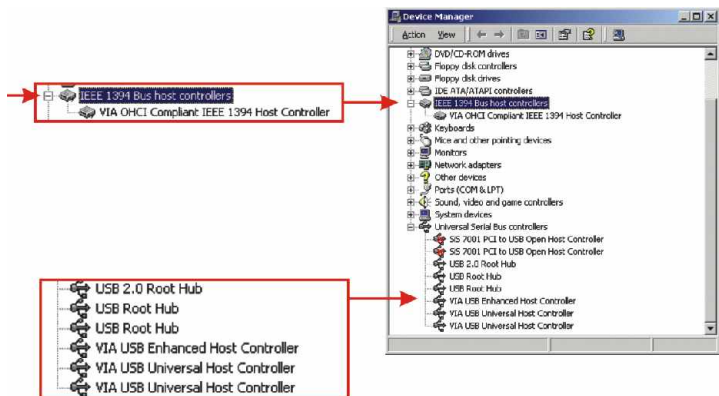 IEEE 1394 Bus host controllers
VIA OHCI Compliant IEEE 1394 Host Controller
USB 2.0 Root Hub
USB Root Hub
USB Root Hub
VIA USB Enhanced Host Controller
VIA USB Universal Host Controller
VIA USB Universal Host Controller
Device Manager
Action View
DVD/CD-ROM drives
Floppy disk controllers
Floppy disk drives
IDE ATA/ATAPI controllers
IEEE 1394 Bus host controllers
VIA OHCI Compliant IEEE 1394 Host Controller
Keyboards
Mice and other pointing devices
Monitors
Network adapters
Other devices
Ports (COM & LPT)
Sound, video and game controllers
System devices
Universal Serial Bus controllers
SiS 7001 PCI to USB Open Host Controller
SiS 7001 PCI to USB Open Host Controller
USB 2.0 Root Hub
USB Root Hub
USB Root Hub
VIA USB Enhanced Host Controller
VIA USB Universal Host Controller
VIA USB Universal Host Controller